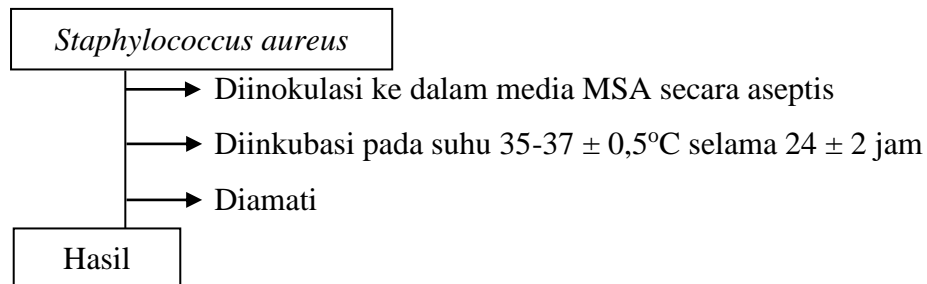 Staphylococcus aureus
Diinokulasi ke dalam media MSA secara aseptis
Diinkubasi pada suhu 35-37 ± 0,5°C selama 24 ± 2 jam
Diamati
Hasil